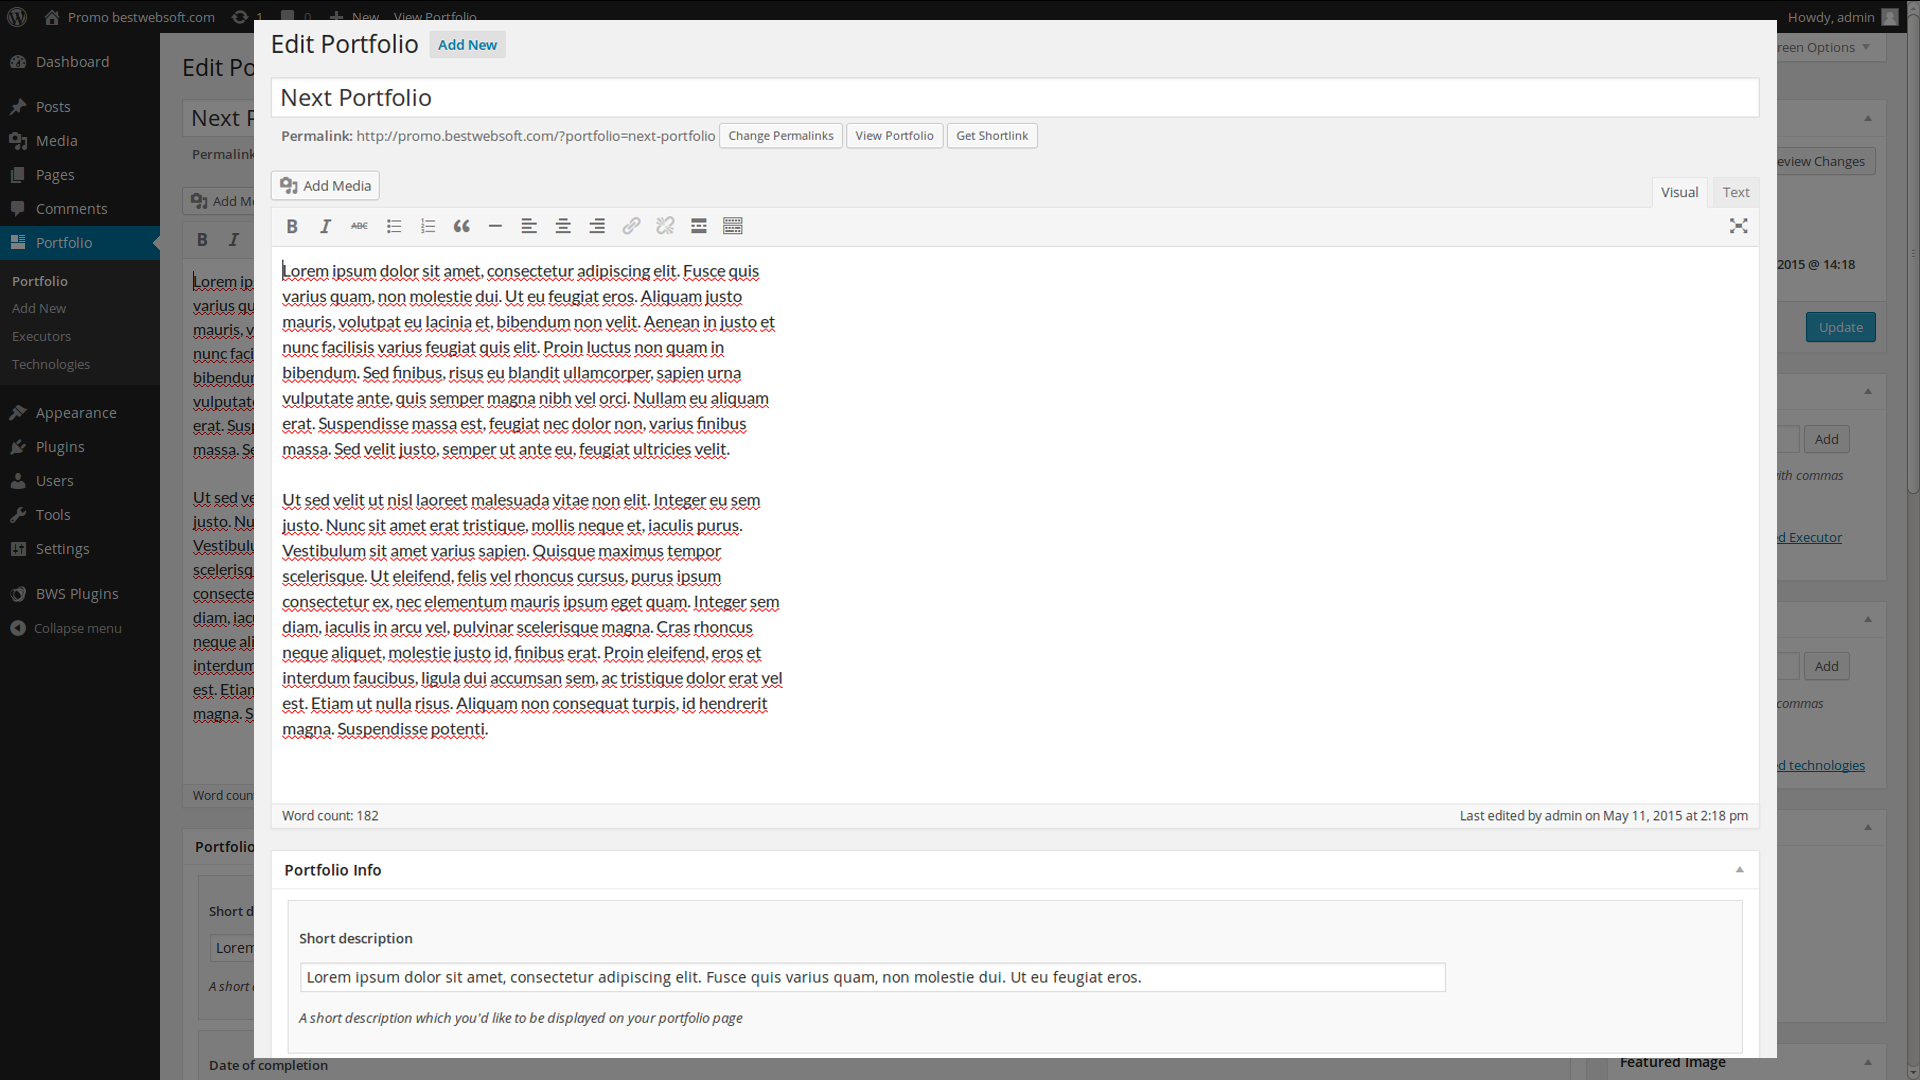 Promo bestwebsoft.com 1 0 New View Portfolio Howdy, admin
Dashboard
Posts
Media
Pages
Comments
Portfolio
Portfolio
Add New
Executors
Technologies
Appearance
Plugins
Users
Tools
Settings
BWS Plugins
Collapse menu
Edit Po
Next P
Permalink
Add Me
B I
Lorem ip
varius qu
mauris, v
nunc faci
bibendum
vulputate
erat. Susp
massa. Se
Ut sed ve
justo. Nu
Vestibulu
scelerisq
consecte
diam, iacu
neque ali
interdum
est. Etiam
magna. S
Word coun
Portfolio
Short d
Lorem
A short
Date of completion
Edit Portfolio Add New
Next Portfolio
Permalink: http://promo.bestwebsoft.com/?portfolio=next-portfolio Change Permalinks View Portfolio Get Shortlink
Add Media Visual Text
B I ABC
Lorem ipsum dolor sit amet, consectetur adipiscing elit. Fusce quis
varius quam, non molestie dui. Ut eu feugiat eros. Aliquam justo
mauris, volutpat eu lacinia et, bibendum non velit. Aenean in justo et
nunc facilisis varius feugiat quis elit. Proin luctus non quam in
bibendum. Sed finibus, risus eu blandit ullamcorper, sapien urna
vulputate ante, quis semper magna nibh vel orci. Nullam eu aliquam
erat. Suspendisse massa est, feugiat nec dolor non, varius finibus
massa. Sed velit justo, semper ut ante eu, feugiat ultricies velit.
Ut sed velit ut nisl laoreet malesuada vitae non elit. Integer eu sem
justo. Nunc sit amet erat tristique, mollis neque et, iaculis purus.
Vestibulum sit amet varius sapien. Quisque maximus tempor
scelerisque. Ut eleifend, felis vel rhoncus cursus, purus ipsum
consectetur ex, nec elementum mauris ipsum eget quam. Integer sem
diam, iaculis in arcu vel, pulvinar scelerisque magna. Cras rhoncus
neque aliquet, molestie justo id, finibus erat. Proin eleifend, eros et
interdum faucibus, ligula dui accumsan sem, ac tristique dolor erat vel
est. Etiam ut nulla risus. Aliquam non consequat turpis, id hendrerit
magna. Suspendisse potenti.
Word count: 182 Last edited by admin on May 11, 2015 at 2:18 pm
Portfolio Info
Short description
Lorem ipsum dolor sit amet, consectetur adipiscing elit. Fusce quis varius quam, non molestie dui. Ut eu feugiat eros.
A short description which you'd like to be displayed on your portfolio page
reen Options
eview Changes
2015 @ 14:18
Update
Add
ith commas
d Executor
Add
commas
d technologies
Featured Image